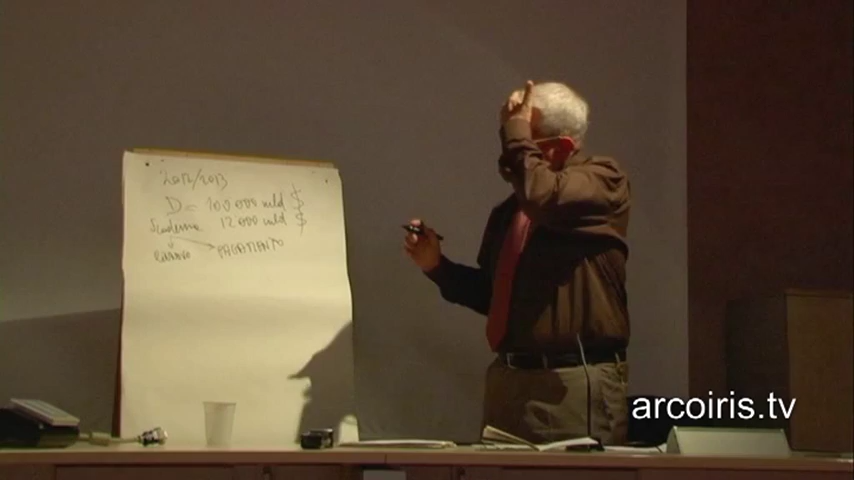 2012/2013
D = 100 000 mld $
Scadenza 12 000 mld $
PAGAMENTO
arcoiris.tv